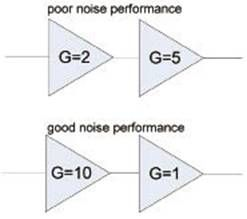 poor noise performance
G=2 G=5
good noise performance
G=10 G=1